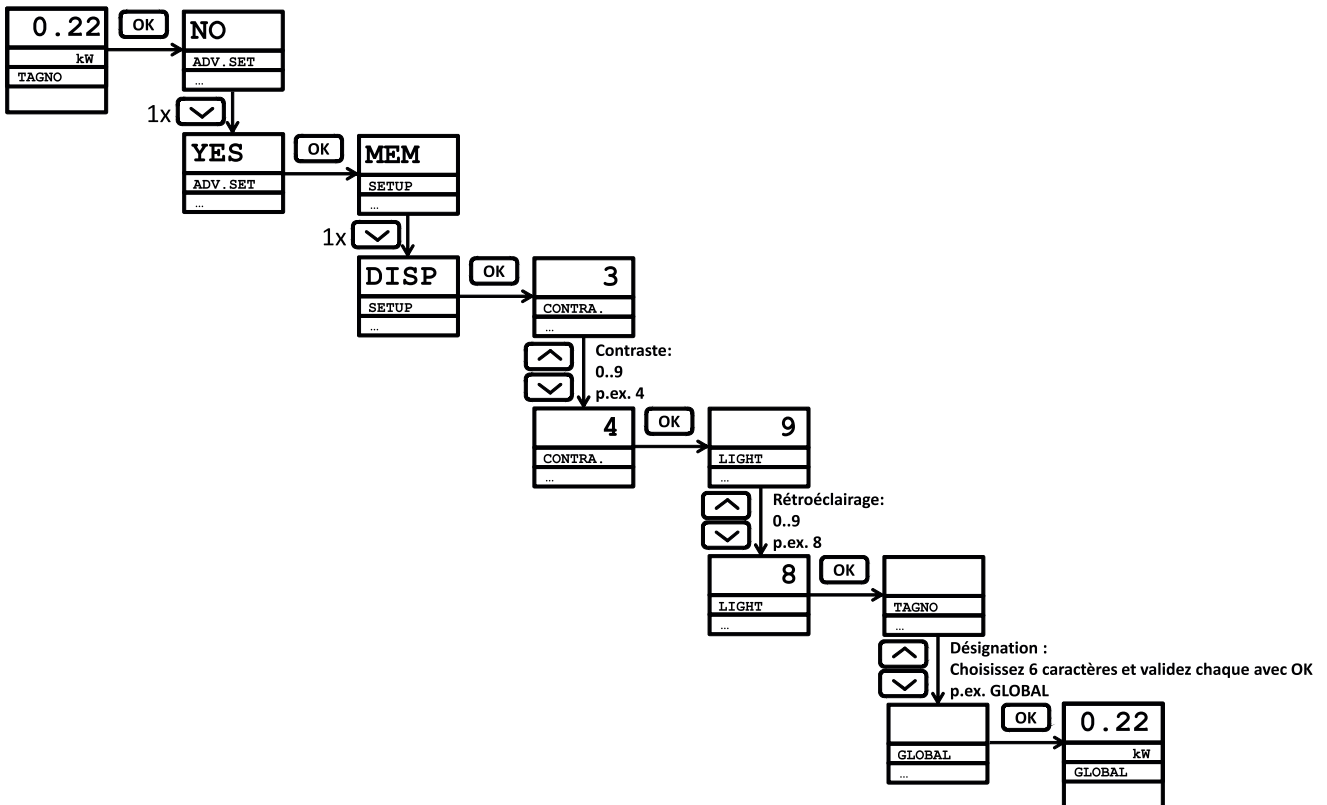 0.22
kW
TAGNO
OK
NO
ADV.SET
...
1x
YES
ADV.SET
...
OK
MEM
SETUP
...
1x
DISP
SETUP
...
OK
3
CONTRA.
...
Contraste:
0..9
p.ex. 4
4
CONTRA.
...
OK
9
LIGHT
...
Rétroéclairage:
0..9
p.ex. 8
8
LIGHT
...
OK
TAGNO
...
Désignation :
Choisissez 6 caractères et validez chaque avec OK
p.ex. GLOBAL
GLOBAL
...
OK
0.22
kW
GLOBAL